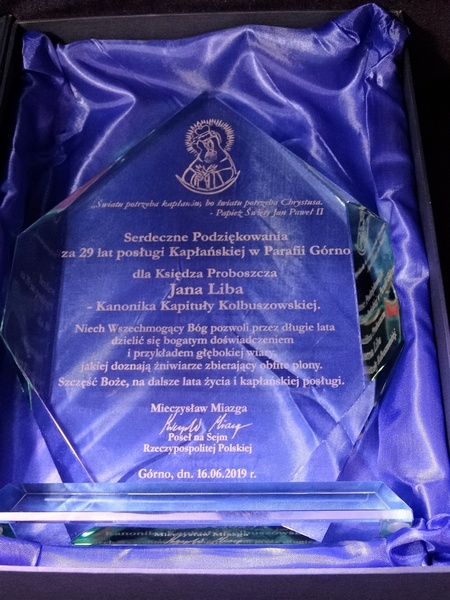 „Światu potrzeba kapłanów, bo światu potrzeba Chrystusa.
- Papież Święty Jan Paweł II
Serdeczne Podziękowania
za 29 lat posługi Kapłańskiej w Parafii Górno
dla Księdza Proboszcza
Jana Liba
- Kanonika Kapituły Kolbuszowskiej.
Niech Wszechmogący Bóg pozwoli przez długie lata
dzielić się bogatym doświadczeniem
i przykładem głębokiej wiary,
jakiej doznają żniwiarze zbierający obfite plony.
Szczęść Boże, na dalsze lata życia i kapłańskiej posługi.
Mieczysław Miazga
Poseł na Sejm
Rzeczypospolitej Polskiej
Górno, dn. 16.06.2019 r.
Mieczysław Miazga